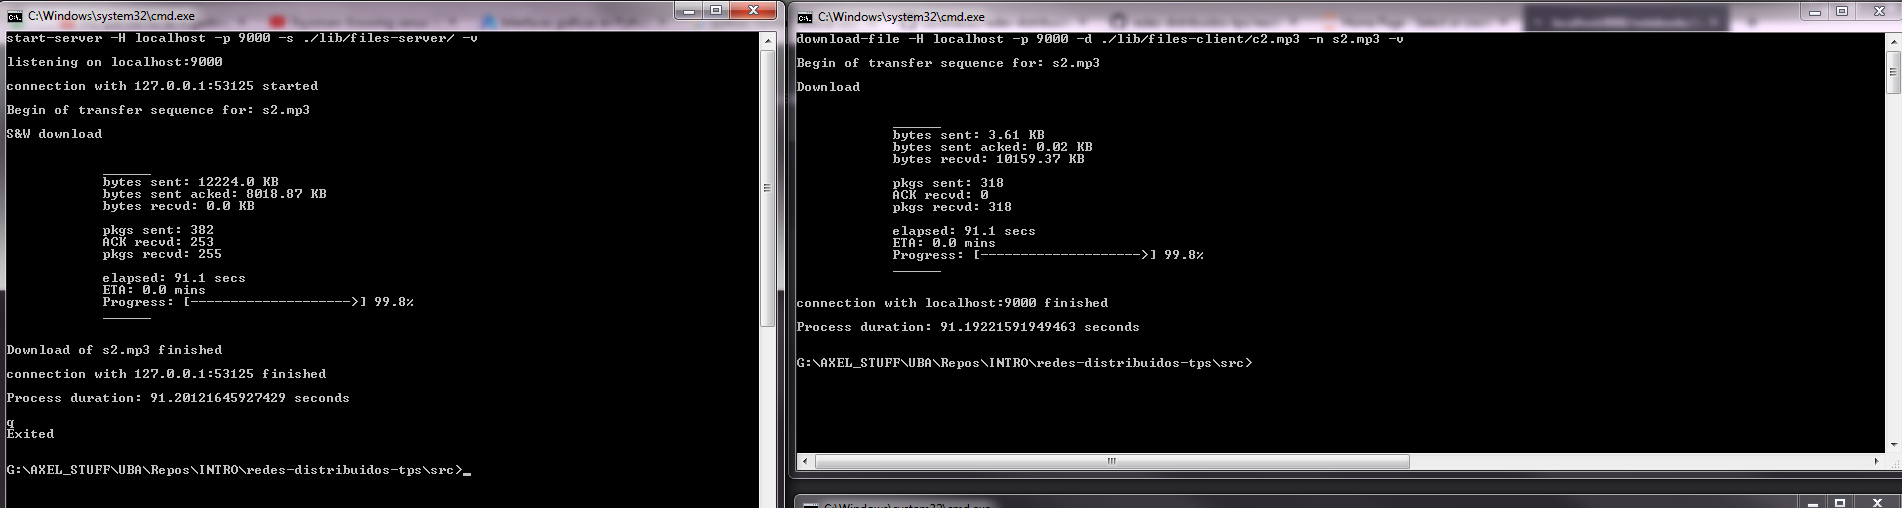 C:\Windows\system32\cmd.exe
start-server -H localhost -p 9000 -s ./lib/files-server/ -v
listening on localhost:9000
connection with 127.0.0.1:53125 started
Begin of transfer sequence for: s2.mp3
S&W download
bytes sent: 12224.0 KB
bytes sent acked: 8018.87 KB
bytes recvd: 0.0 KB
pkgs sent: 382
ACK recvd: 253
pkgs recvd: 255
elapsed: 91.1 secs
ETA: 0.0 mins
Progress: [-------------------->] 99.8%
Download of s2.mp3 finished
connection with 127.0.0.1:53125 finished
Process duration: 91.20121645927429 seconds
q
Exited
G:\AXEL_STUFF\UBA\Repos\INTRO\redes-distribuidos-tps\src>
C:\Windows\system32\cmd.exe
download-file -H localhost -p 9000 -d ./lib/files-client/c2.mp3 -n s2.mp3 -v
Begin of transfer sequence for: s2.mp3
Download
bytes sent: 3.61 KB
bytes sent acked: 0.02 KB
bytes recvd: 10159.37 KB
pkgs sent: 318
ACK recvd: 0
pkgs recvd: 318
elapsed: 91.1 secs
ETA: 0.0 mins
Progress: [-------------------->] 99.8%
connection with localhost:9000 finished
Process duration: 91.19221591949463 seconds
G:\AXEL_STUFF\UBA\Repos\INTRO\redes-distribuidos-tps\src>
C:\Windows\system32\cmd.exe